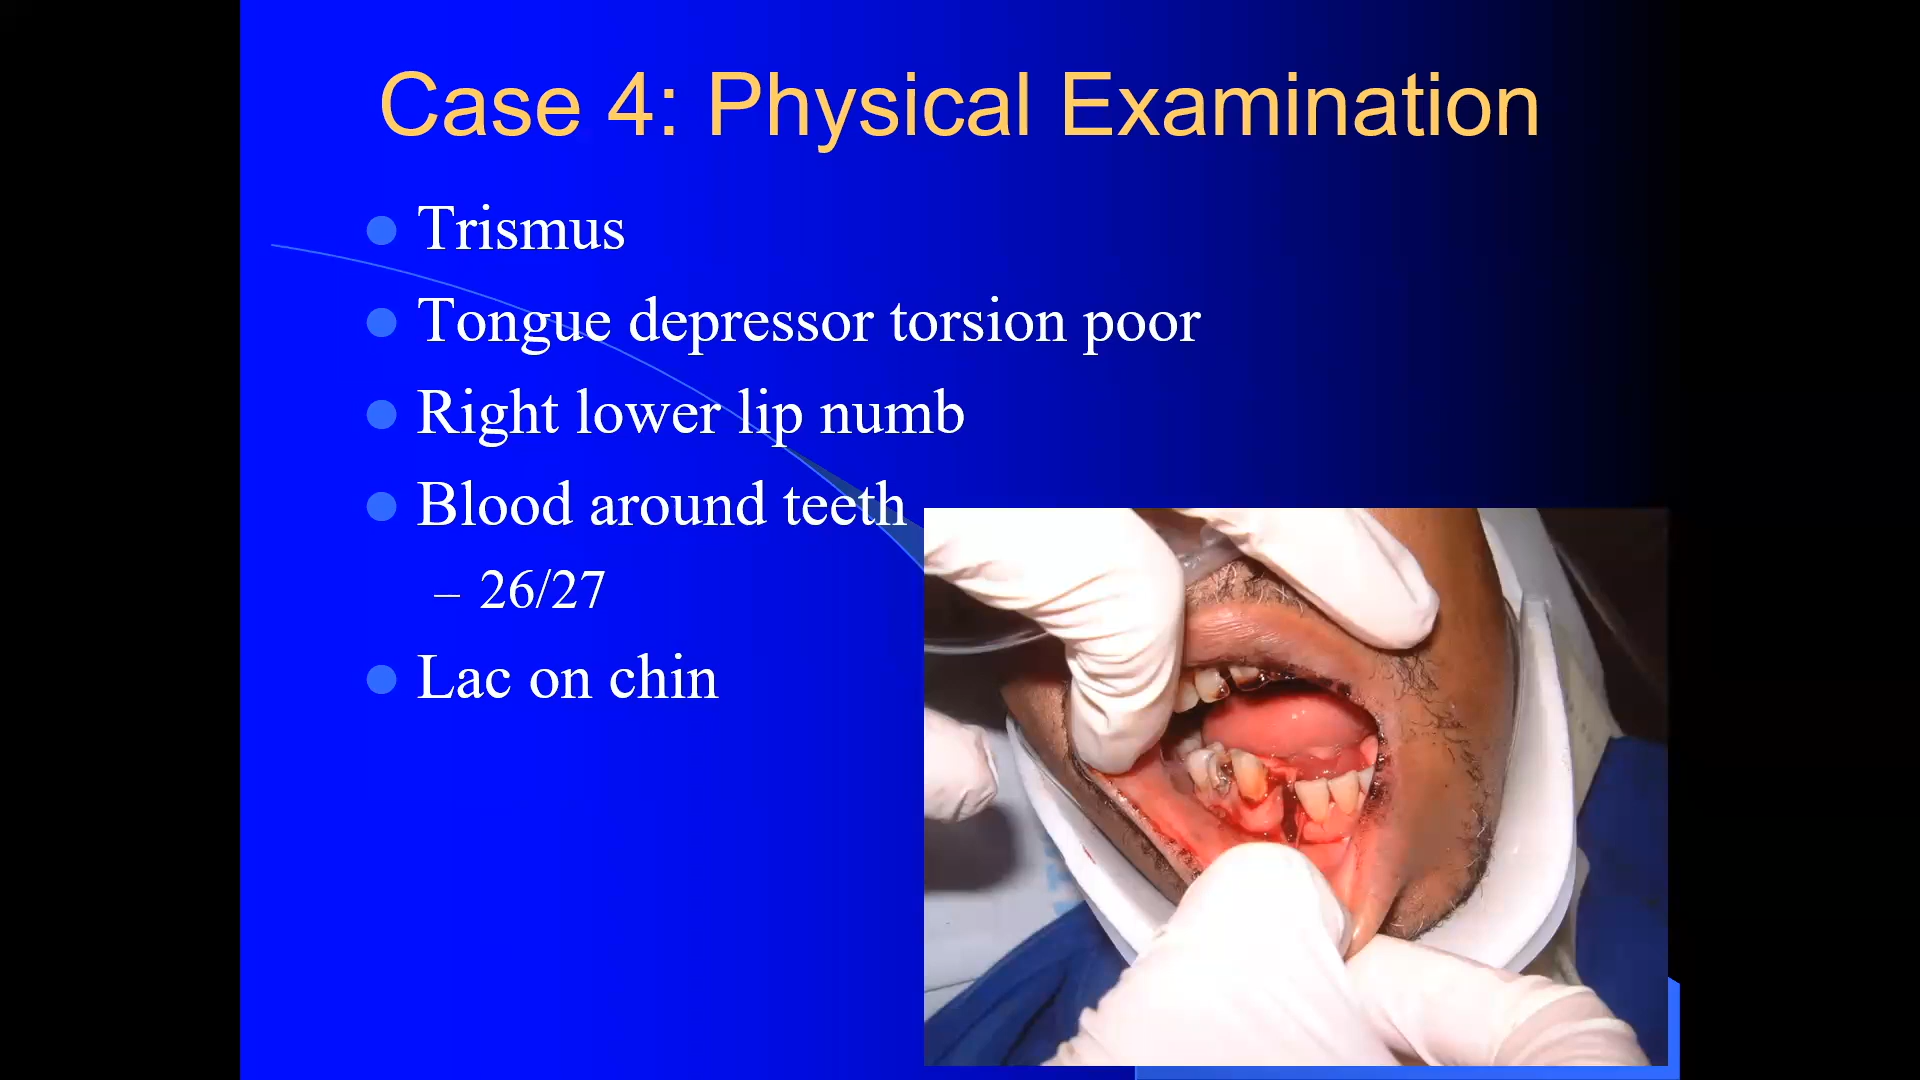 Case 4: Physical Examination
Trismus
Tongue depressor torsion poor
Right lower lip numb
Blood around teeth
– 26/27
Lac on chin